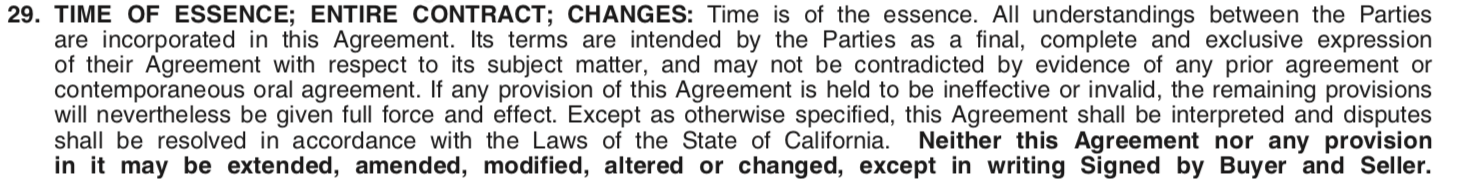 29. TIME OF ESSENCE; ENTIRE CONTRACT; CHANGES: Time is of the essence. All understandings between the Parties
are incorporated in this Agreement. Its terms are intended by the Parties as a final, complete and exclusive expression
of their Agreement with respect to its subject matter, and may not be contradicted by evidence of any prior agreement or
contemporaneous oral agreement. If any provision of this Agreement is held to be ineffective or invalid, the remaining provisions
will nevertheless be given full force and effect. Except as otherwise specified, this Agreement shall be interpreted and disputes
shall be resolved in accordance with the Laws of the State of California. Neither this Agreement nor any provision
in it may be extended, amended, modified, altered or changed, except in writing Signed by Buyer and Seller.